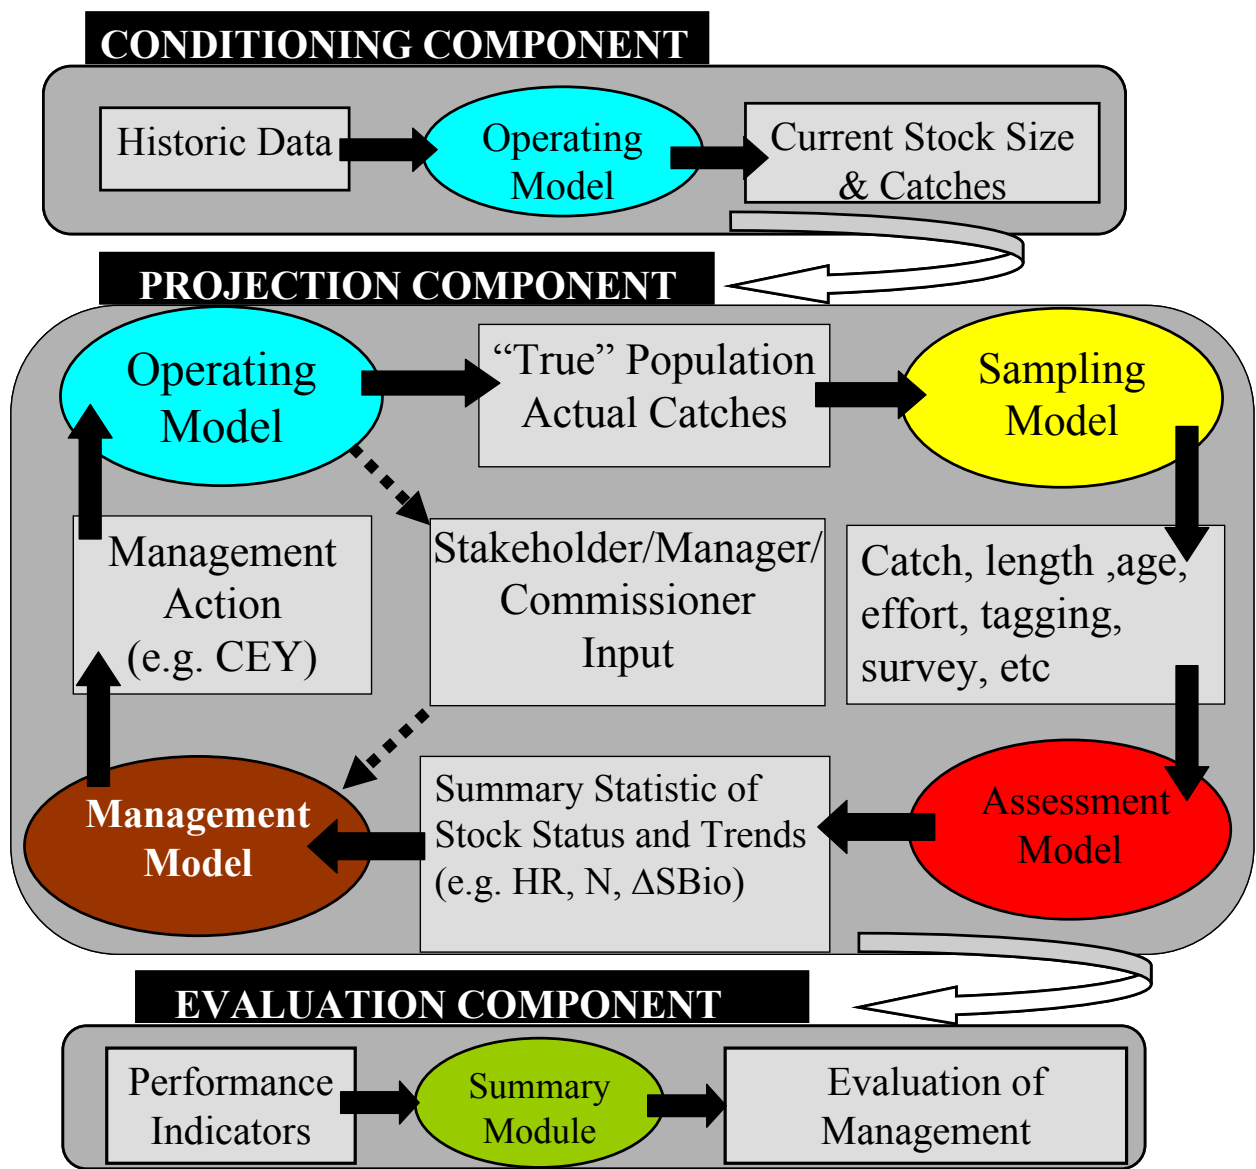 CONDITIONING COMPONENT
Historic Data
Operating
Model
Current Stock Size
& Catches
PROJECTION COMPONENT
Operating
Model
“True” Population
Actual Catches
Sampling
Model
Management
Action
(e.g. CEY)
Stakeholder/Manager/
Commissioner
Input
Catch, length ,age,
effort, tagging,
survey, etc
Management
Model
Summary Statistic of
Stock Status and Trends
(e.g. HR, N, ΔSBio)
Assessment
Model
EVALUATION COMPONENT
Performance
Indicators
Summary
Module
Evaluation of
Management